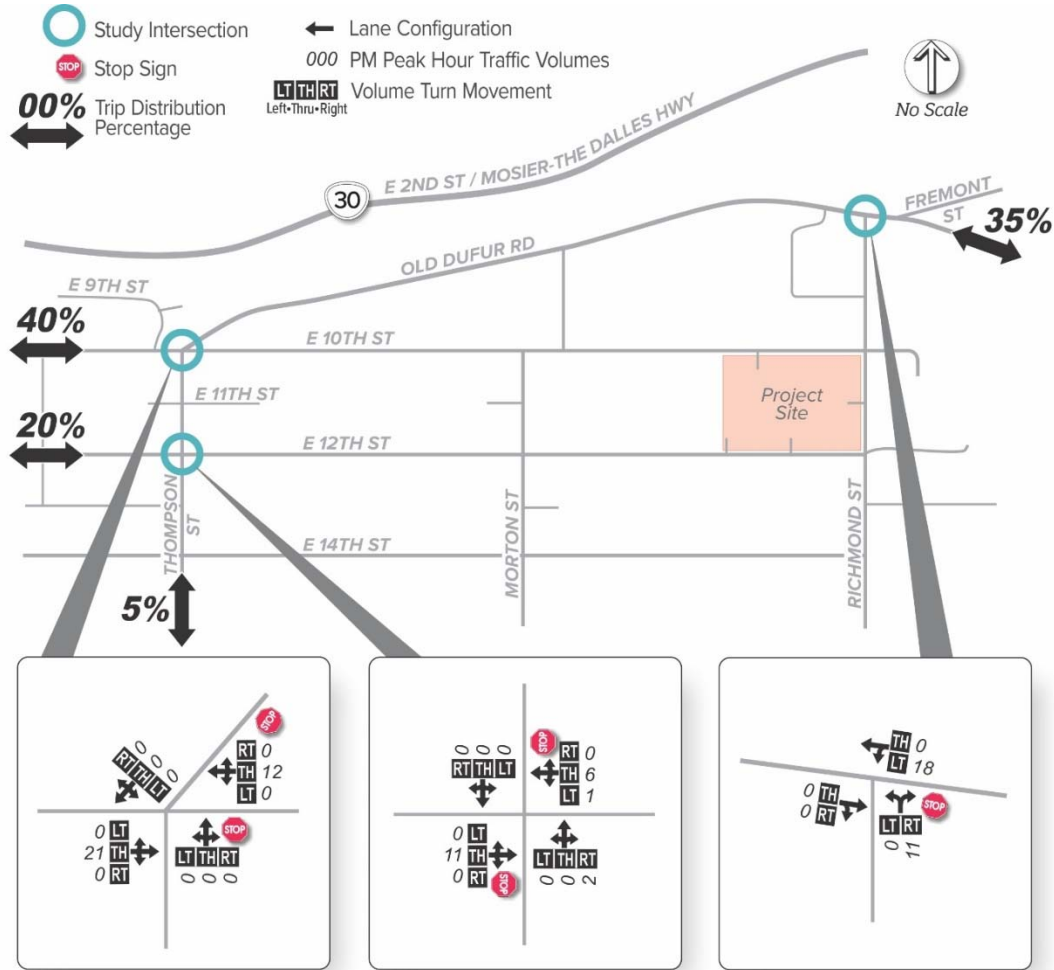 Study Intersection
STOP Stop Sign
00% Trip Distribution
Percentage
Lane Configuration
000 PM Peak Hour Traffic Volumes
LT TH RT Volume Turn Movement
Left•Thru•Right
No Scale
E 2ND ST / MOSIER-THE DALLES HWY
30
FREMONT
ST
35%
OLD DUFUR RD
E 9TH ST
40%
E 10TH ST
E 11TH ST
Project
Site
20%
E 12TH ST
THOMPSON
ST
MORTON ST
RICHMOND ST
E 14TH ST
5%
STOP
0 0 0
RT TH LT
RT 0
TH 12
LT 0
0 LT
21 TH
0 RT
STOP
LT TH RT
0 0 0
0 0 0
RT TH LT
STOP
RT 0
TH 6
LT 1
0 LT
11 TH
0 RT
STOP
LT TH RT
0 0 2
TH 0
LT 18
0 TH
0 RT
STOP
LT RT
0 11